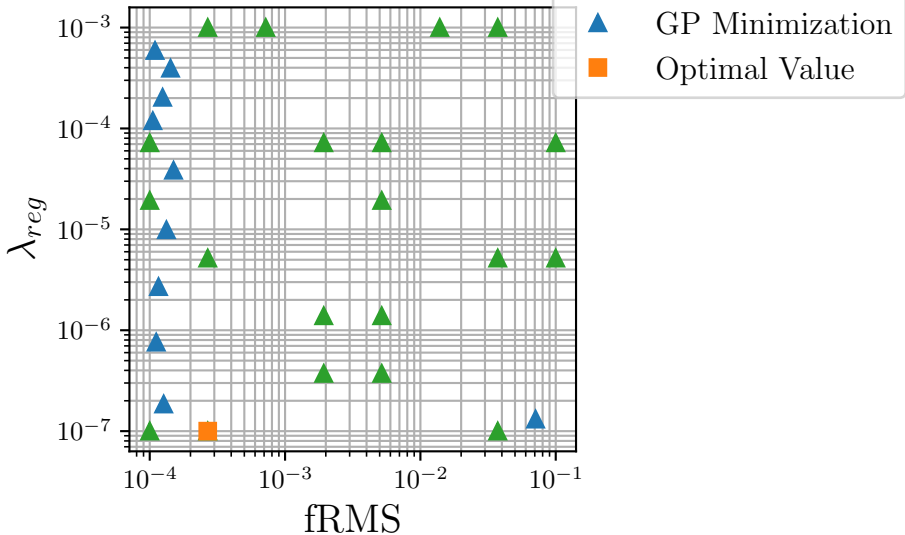 GP Minimization
Optimal Value
10⁻³
10⁻⁴
10⁻⁵
10⁻⁶
10⁻⁷
λ_reg
10⁻⁴ 10⁻³ 10⁻² 10⁻¹
fRMS